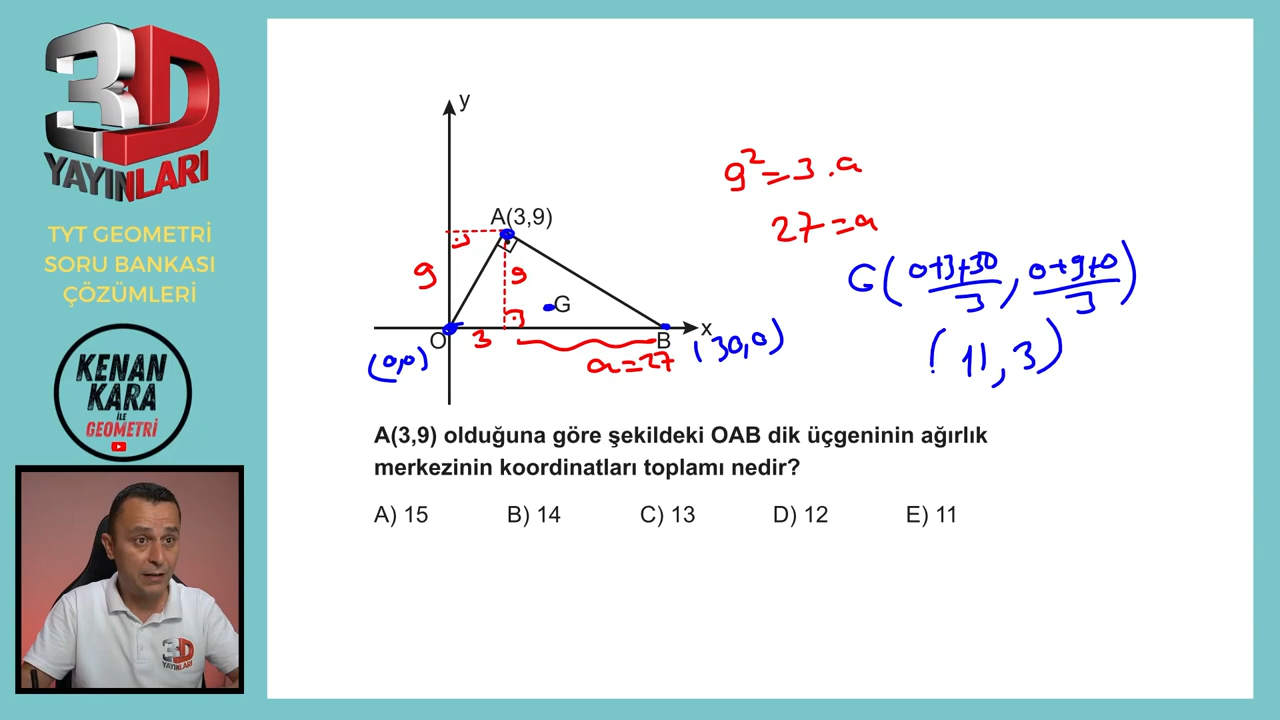 3D
YAYINLARI
TYT GEOMETRİ
SORU BANKASI
ÇÖZÜMLERİ
KENAN
KARA
İLE
GEOMETRİ
3D
YAYINLARI
y
A(3,9)
9
9
G
O
3
B
x
(0,0)
a=27
(30,0)
9²=3.a
27=a
G(0+3+30/3, 0+9+0/3)
(11,3)
A(3,9) olduğuna göre şekildeki OAB dik üçgeninin ağırlık
merkezinin koordinatları toplamı nedir?
A) 15 B) 14 C) 13 D) 12 E) 11